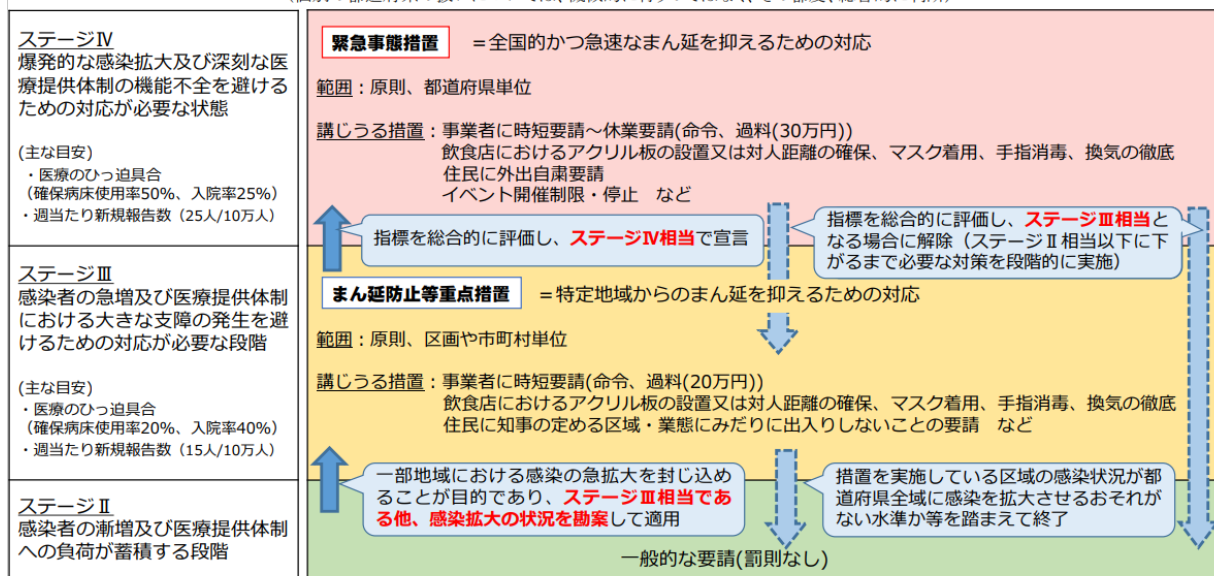 ステージⅣ
爆発的な感染拡大及び深刻な医
療提供体制の機能不全を避ける
ための対応が必要な状態
(主な目安)
・医療のひっ迫具合
（確保病床使用率50%、入院率25%）
・週当たり新規報告数（25人/10万人）
緊急事態措置　＝全国的かつ急速なまん延を抑えるための対応
範囲：原則、都道府県単位
講じうる措置：事業者に時短要請～休業要請(命令、過料(30万円))
飲食店におけるアクリル板の設置又は対人距離の確保、マスク着用、手指消毒、換気の徹底
住民に外出自粛要請
イベント開催制限・停止　など
指標を総合的に評価し、ステージⅣ相当で宣言
指標を総合的に評価し、ステージⅢ相当と
なる場合に解除（ステージⅡ相当以下に下
がるまで必要な対策を段階的に実施）
ステージⅢ
感染者の急増及び医療提供体制
における大きな支障の発生を避
けるための対応が必要な段階
(主な目安)
・医療のひっ迫具合
（確保病床使用率20%、入院率40%）
・週当たり新規報告数（15人/10万人）
まん延防止等重点措置　＝特定地域からのまん延を抑えるための対応
範囲：原則、区画や市町村単位
講じうる措置：事業者に時短要請(命令、過料(20万円))
飲食店におけるアクリル板の設置又は対人距離の確保、マスク着用、手指消毒、換気の徹底
住民に知事の定める区域・業態にみだりに出入りしないことの要請　など
一部地域における感染の急拡大を封じ込め
ることが目的であり、ステージⅢ相当であ
る他、感染拡大の状況を勘案して適用
措置を実施している区域の感染状況が都
道府県全域に感染を拡大させるおそれが
ない水準か等を踏まえて終了
ステージⅡ
感染者の漸増及び医療提供体制
への負荷が蓄積する段階
一般的な要請(罰則なし)